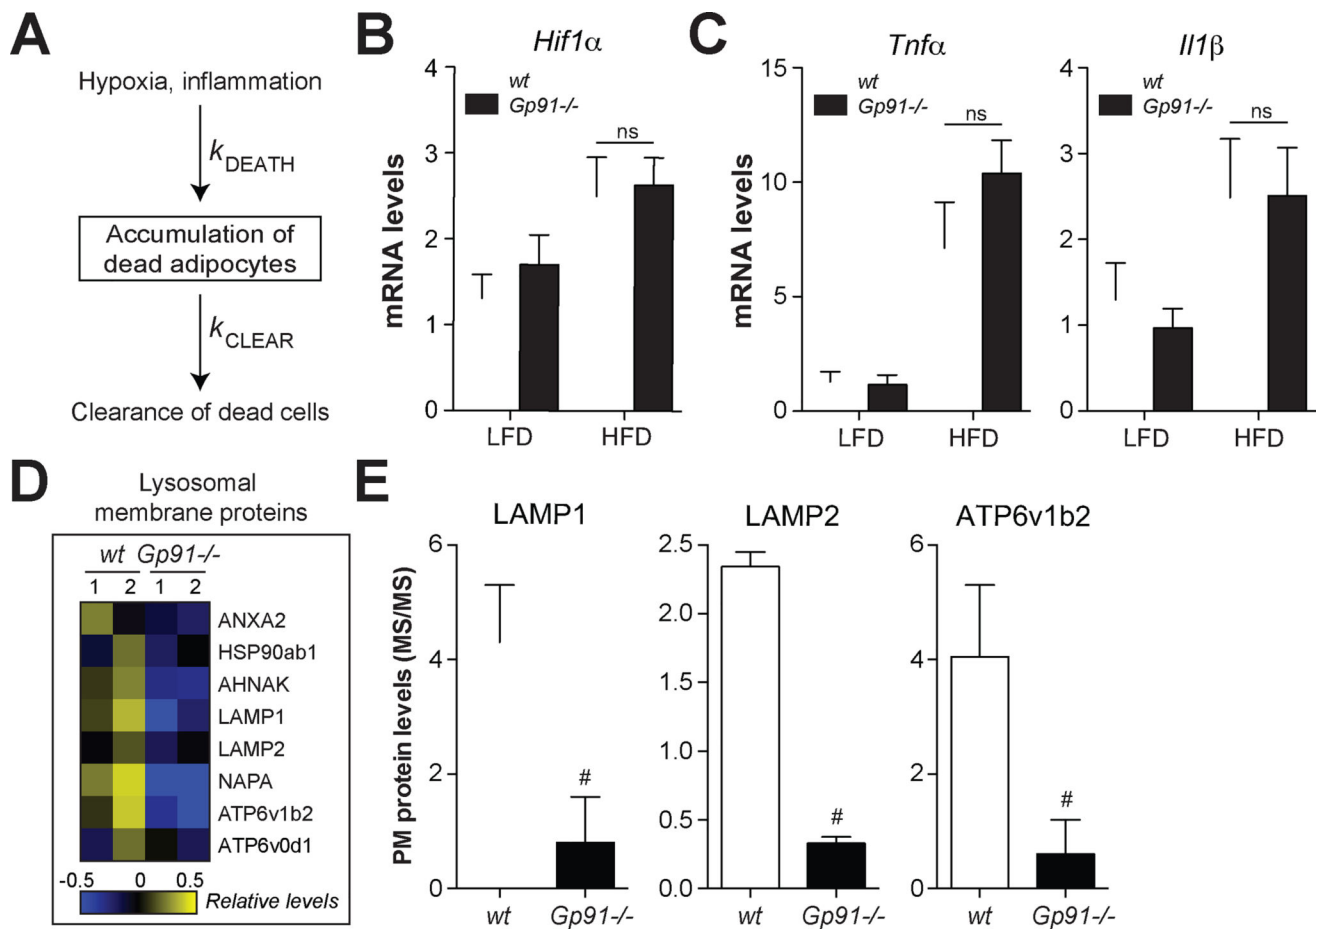 A
Hypoxia, inflammation
kDEATH
Accumulation of
dead adipocytes
kCLEAR
Clearance of dead cells
B
Hif1α
wt
Gp91-/-
mRNA levels
4
3
2
1
0
ns
LFD
HFD
C
Tnfα
wt
Gp91-/-
mRNA levels
15
10
5
0
ns
LFD
HFD
Il1β
wt
Gp91-/-
4
3
2
1
0
ns
LFD
HFD
D
Lysosomal
membrane proteins
wt Gp91-/-
1 2 1 2
ANXA2
HSP90ab1
AHNAK
LAMP1
LAMP2
NAPA
ATP6v1b2
ATP6v0d1
-0.5 0 0.5
Relative levels
E
PM protein levels (MS/MS)
LAMP1
6
4
2
0
#
wt
Gp91-/-
LAMP2
2.5
2.0
1.5
1.0
0.5
0.0
#
wt
Gp91-/-
ATP6v1b2
6
4
2
0
#
wt
Gp91-/-